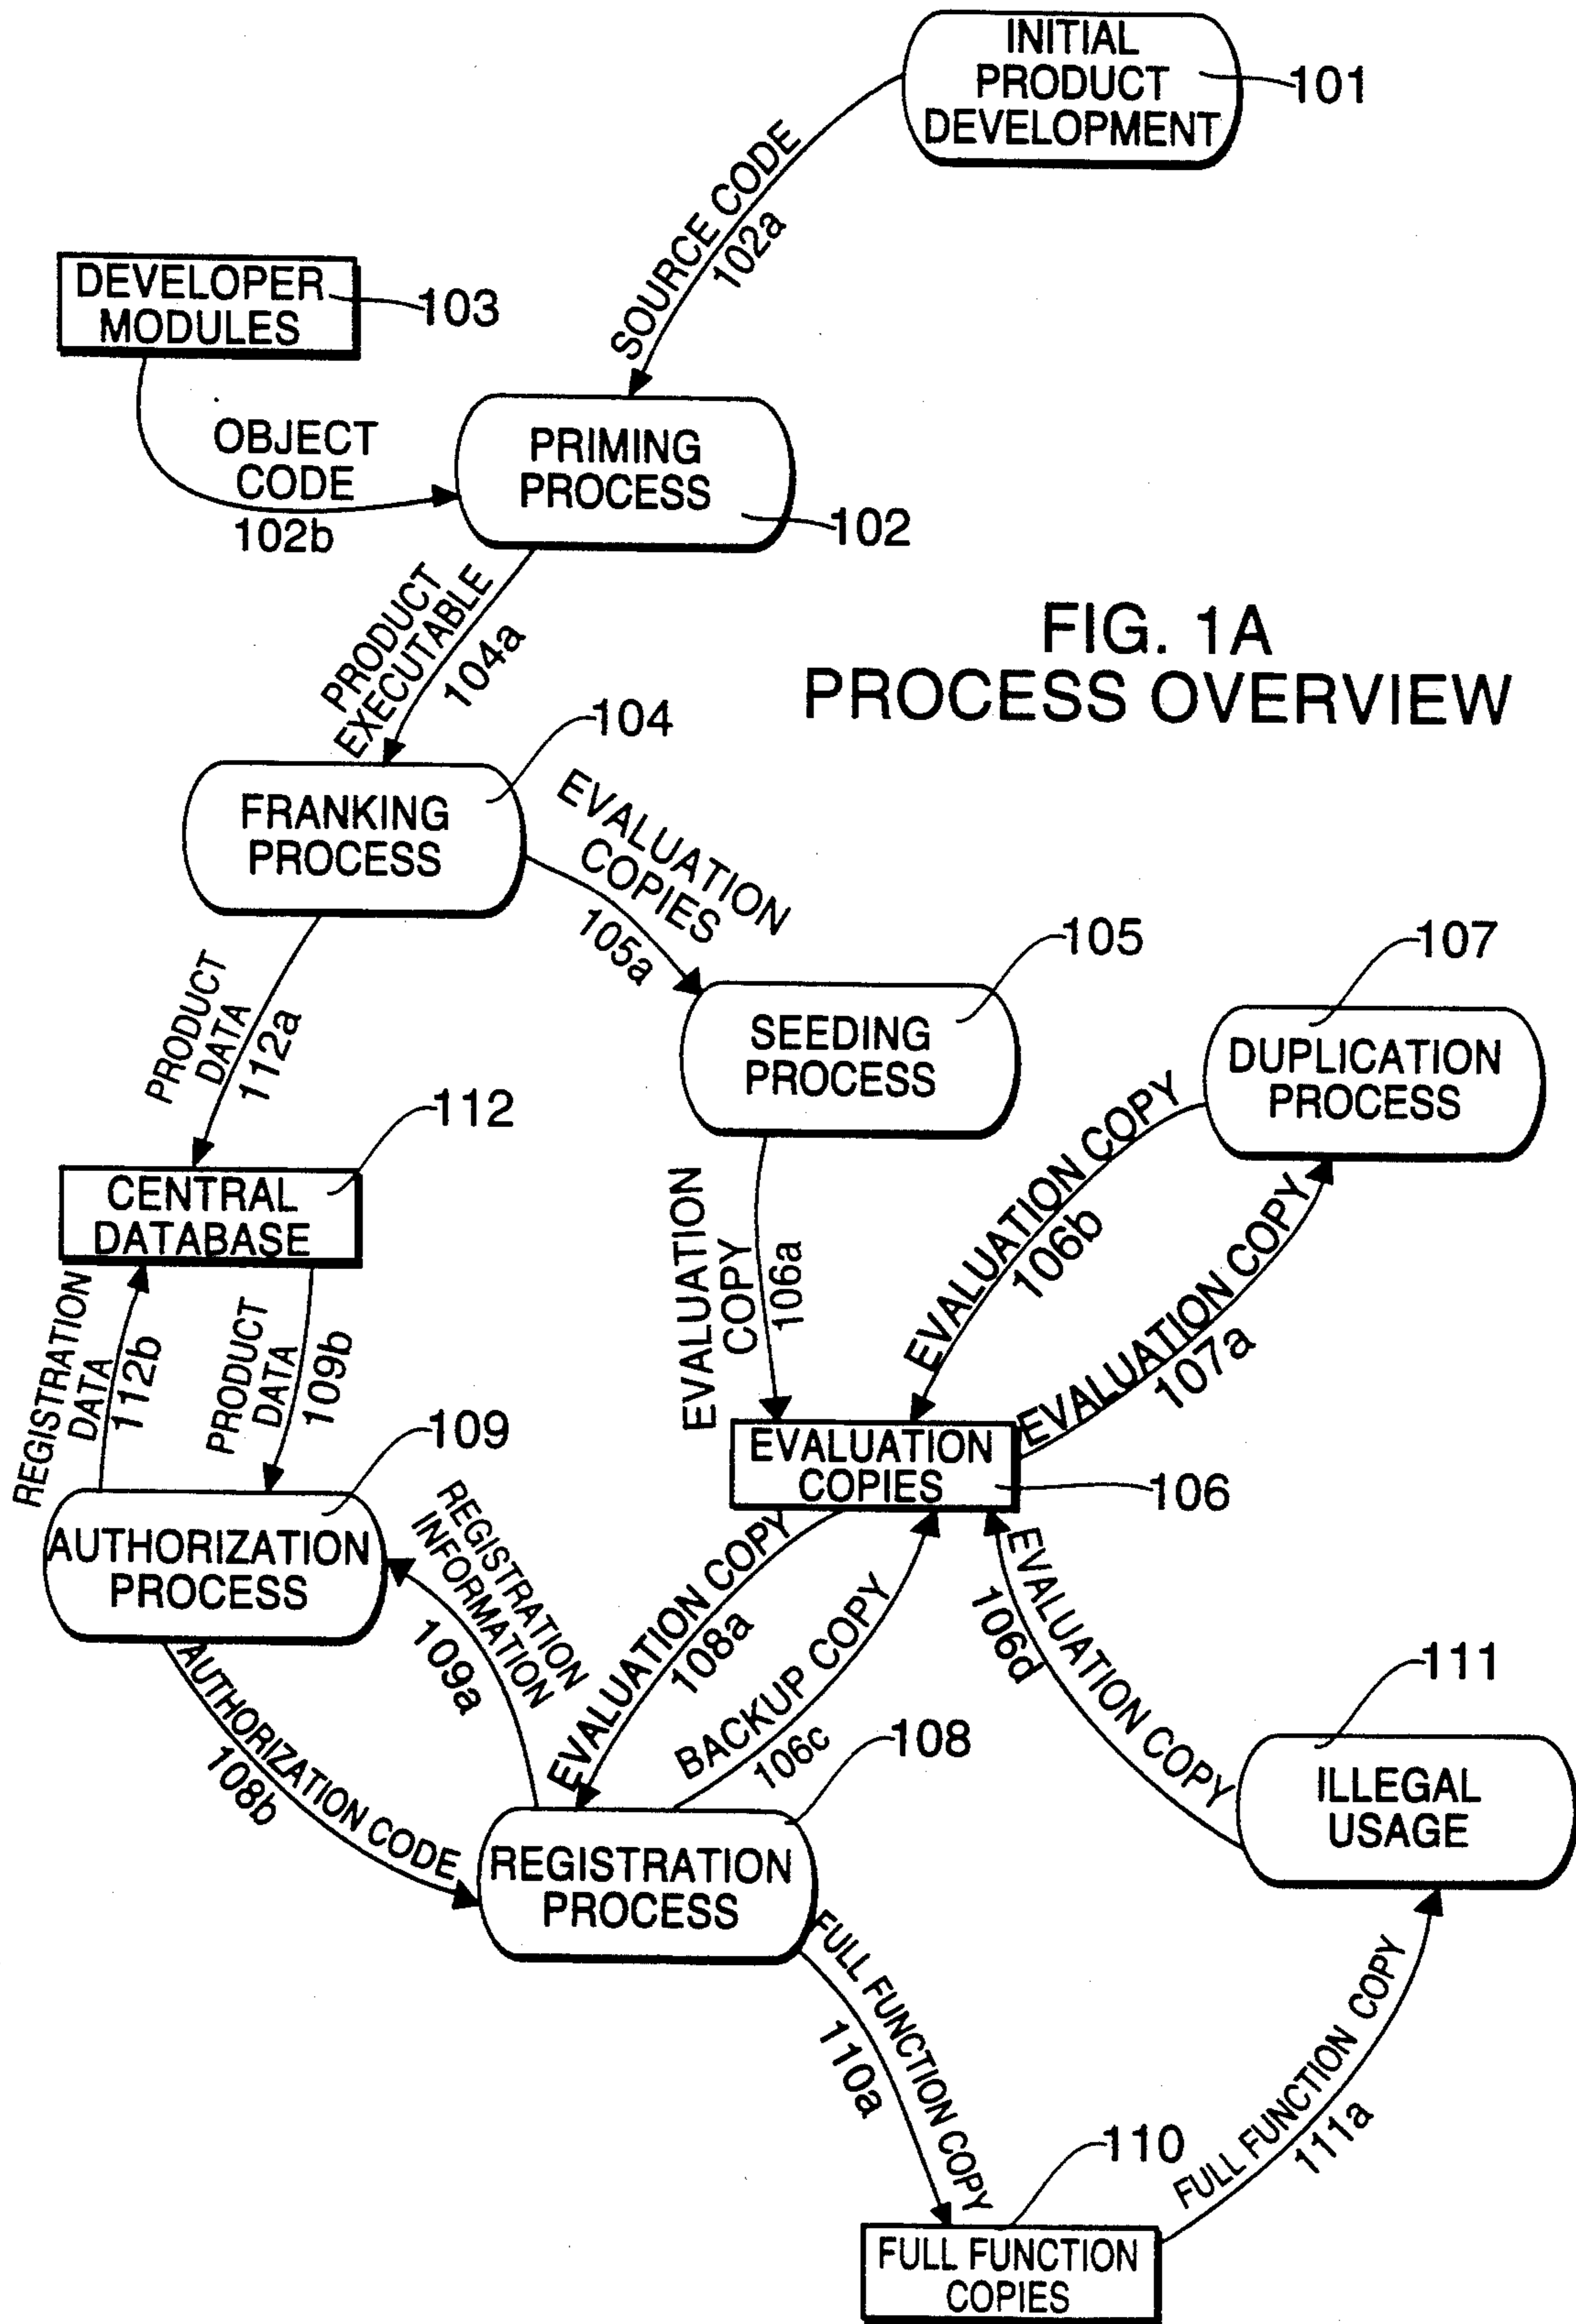 INITIAL
PRODUCT
DEVELOPMENT
101
SOURCE CODE
102a
DEVELOPER
MODULES
103
OBJECT
CODE
102b
PRIMING
PROCESS
102
PRODUCT
EXECUTABLE
104a
FIG. 1A
PROCESS OVERVIEW
104
FRANKING
PROCESS
EVALUATION
COPIES
105a
105
SEEDING
PROCESS
107
DUPLICATION
PROCESS
PRODUCT
DATA
112a
112
CENTRAL
DATABASE
EVALUATION
COPY
106a
EVALUATION COPY
106b
EVALUATION COPY
107a
REGISTRATION
DATA
112b
PRODUCT
DATA
109b
109
AUTHORIZATION
PROCESS
EVALUATION
COPIES
106
REGISTRATION
INFORMATION
109a
EVALUATION COPY
108a
BACKUP COPY
106c
EVALUATION COPY
106d
111
ILLEGAL
USAGE
AUTHORIZATION CODE
108b
108
REGISTRATION
PROCESS
FULL FUNCTION COPY
110a
FULL FUNCTION COPY
111a
110
FULL FUNCTION
COPIES